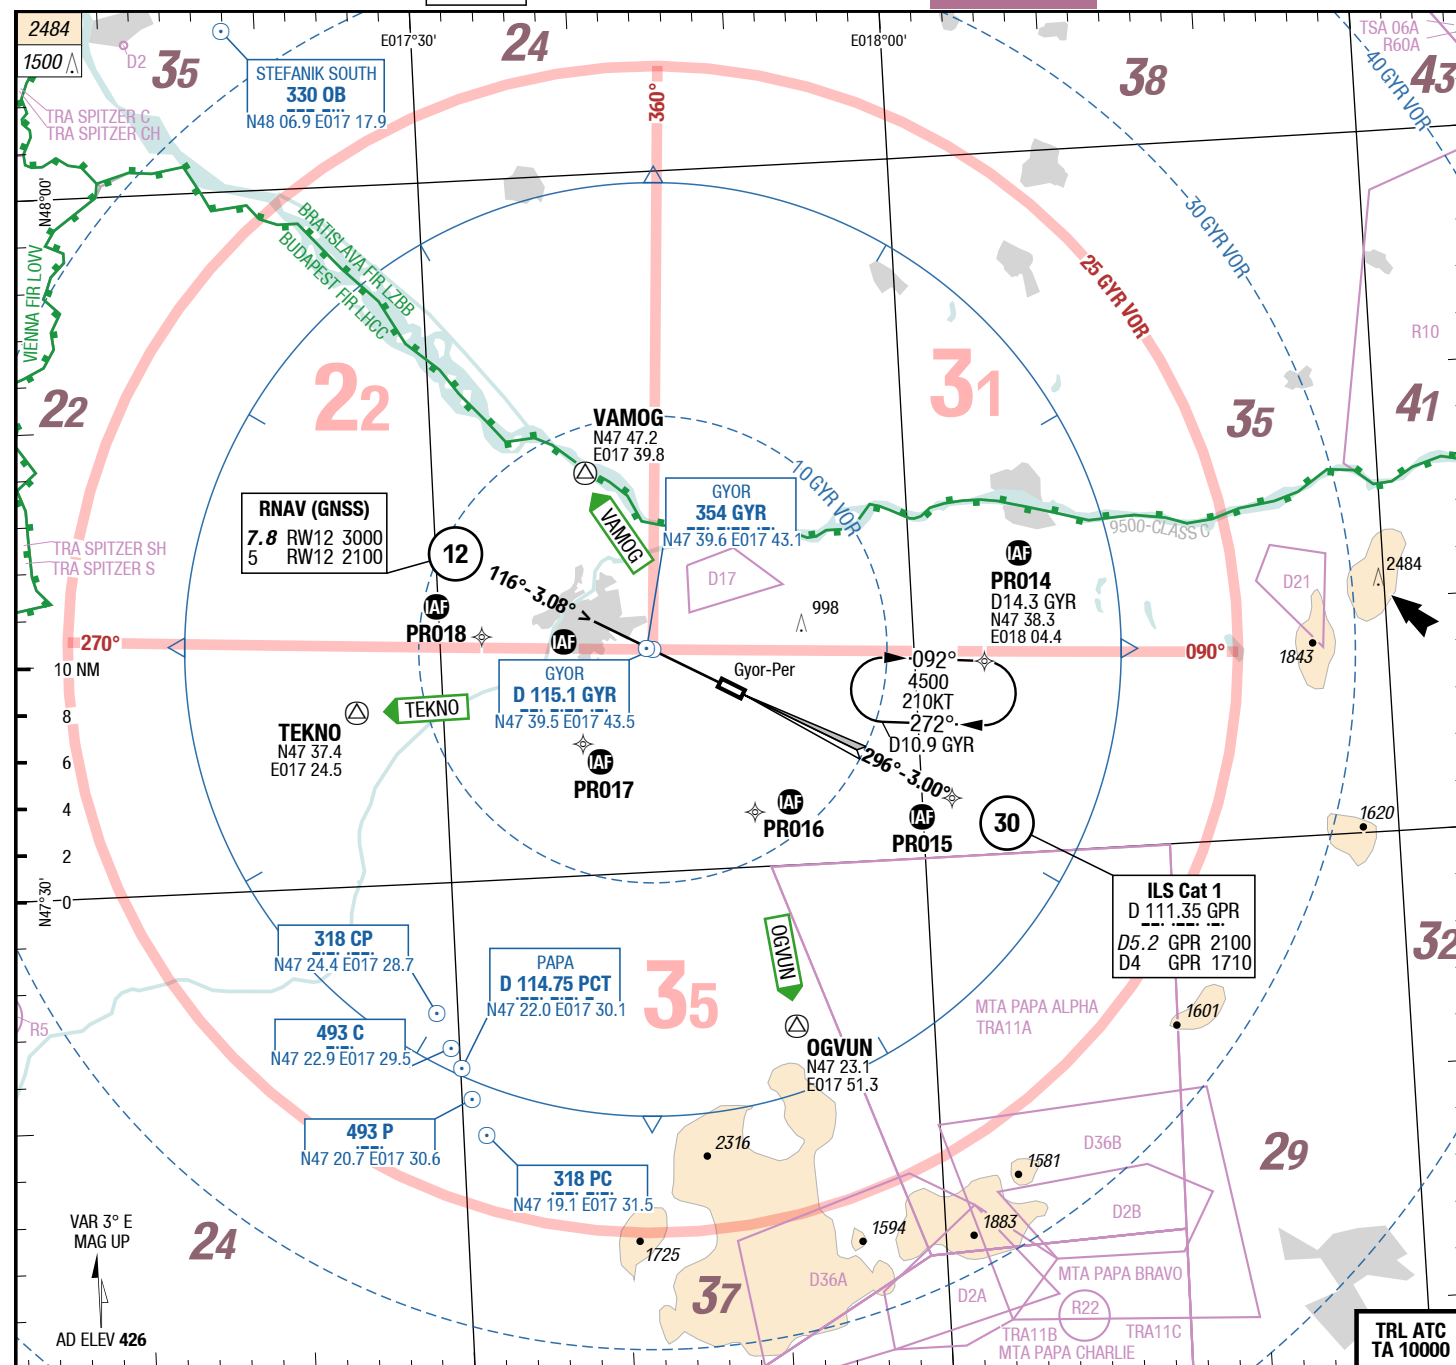 2484
1500
D2
35
24
E017°30'
E018°00'
38
TSA 06A
R60A
43
40 GYR VOR
STEFANIK SOUTH
330 OB
N48 06.9 E017 17.9
TRA SPITZER C
TRA SPITZER CH
360°
N48°00'
BRATISLAVA FIR LZBB
BUDAPEST FIR LHCC
VIENNA FIR LOVV
30 GYR VOR
25 GYR VOR
R10
22
22
31
35
41
VAMOG
N47 47.2
E017 39.8
10 GYR VOR
RNAV (GNSS)
7.8 RW12 3000
5 RW12 2100
12
GYOR
354 GYR
N47 39.6 E017 43.1
VAMOG
9500-CLASS C
TRA SPITZER SH
TRA SPITZER S
116°-3.08° >
D17
IAF
PR014
D14.3 GYR
N47 38.3
E018 04.4
D21
2484
998
IAF
PR018
IAF
270°
090°
1843
10 NM
8
6
4
2
0
GYOR
D 115.1 GYR
N47 39.5 E017 43.5
Gyor-Per
092°
4500
210KT
272°
D10.9 GYR
TEKNO
TEKNO
N47 37.4
E017 24.5
IAF
PR017
296°-3.00°
IAF
PR016
IAF
PR015
30
1620
N47°30'
ILS Cat 1
D 111.35 GPR
D5.2 GPR 2100
D4 GPR 1710
32
318 CP
N47 24.4 E017 28.7
PAPA
D 114.75 PCT
N47 22.0 E017 30.1
OGVUN
35
MTA PAPA ALPHA
TRA11A
1601
R5
493 C
N47 22.9 E017 29.5
OGVUN
N47 23.1
E017 51.3
493 P
N47 20.7 E017 30.6
2316
D36B
1581
29
318 PC
N47 19.1 E017 31.5
D2B
VAR 3° E
MAG UP
24
1725
1594
1883
D36A
MTA PAPA BRAVO
37
D2A
R22
AD ELEV 426
TRA11B
TRA11C
MTA PAPA CHARLIE
TRL ATC
TA 10000